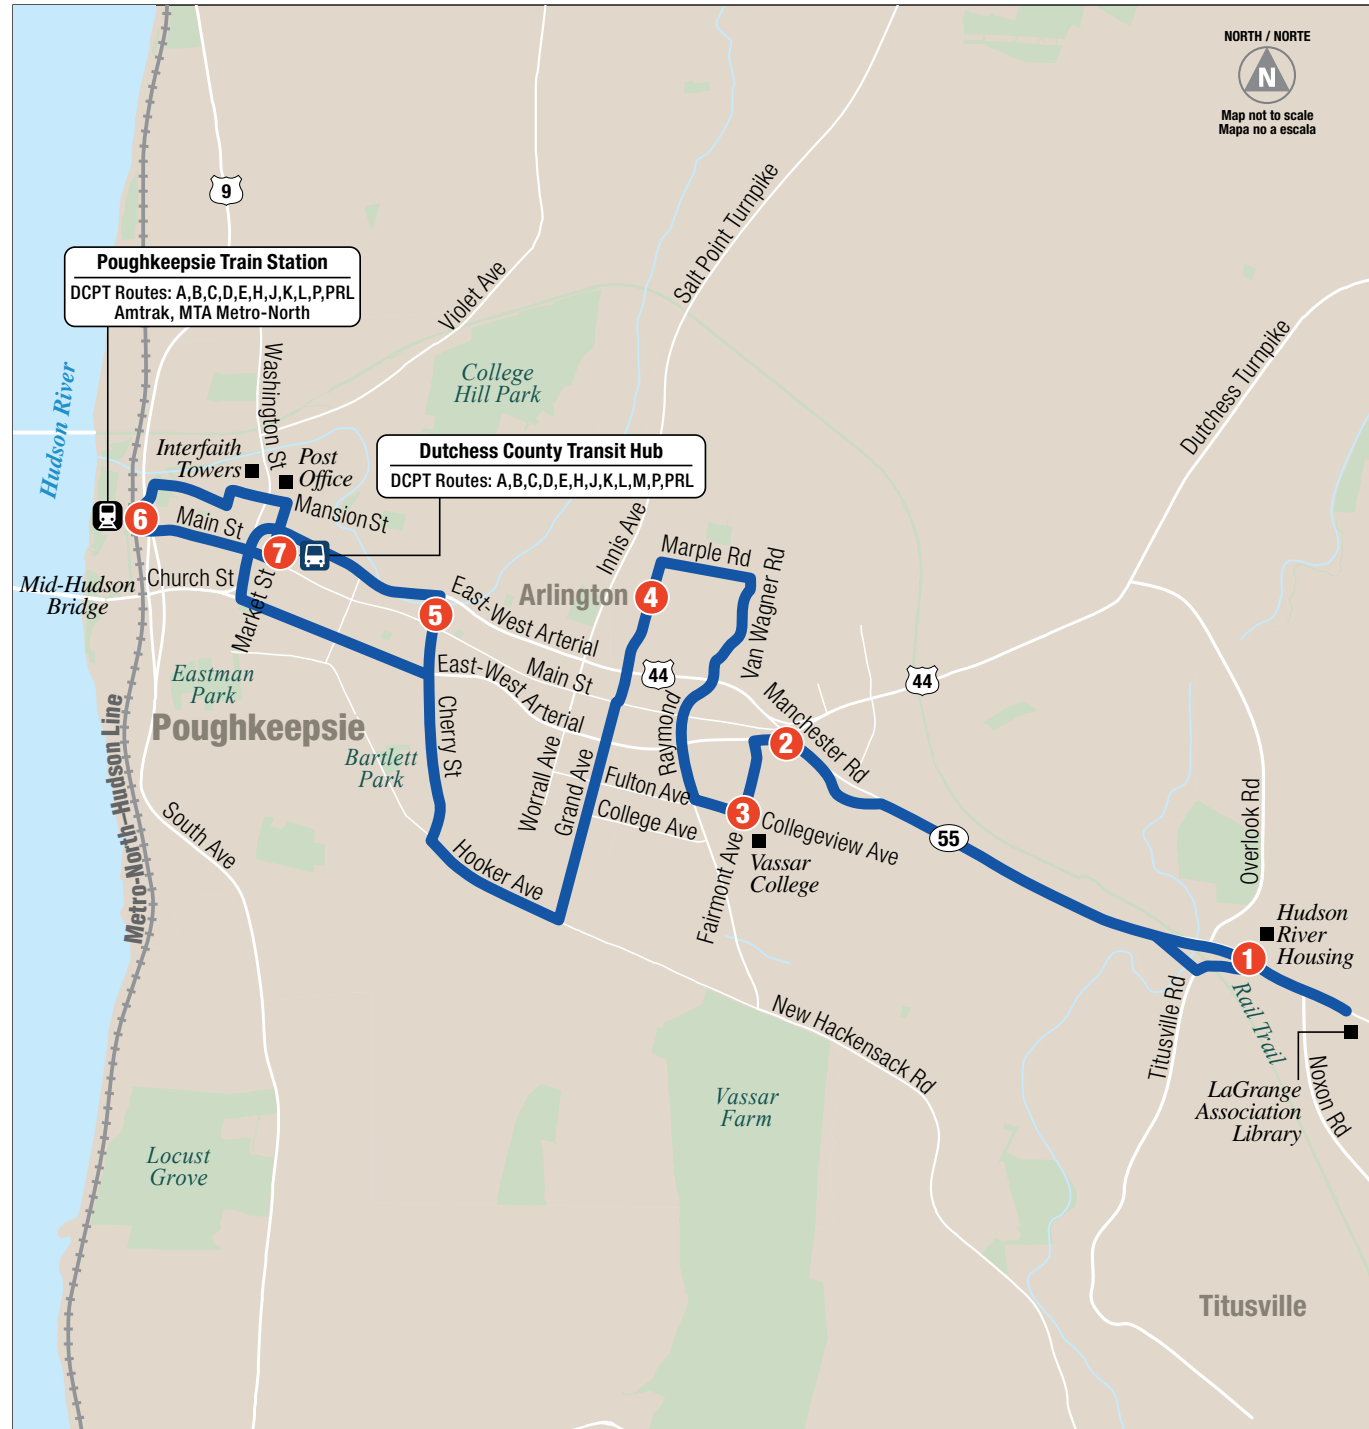 NORTH / NORTE
N
Map not to scale
Mapa no a escala
9
Salt Point Turnpike
Poughkeepsie Train Station
DCPT Routes: A,B,C,D,E,H,J,K,L,P,PRL
Amtrak, MTA Metro-North
Violet Ave
Dutchess Turnpike
Hudson River
Washington St
College
Hill Park
Interfaith
Towers
Post
Office
Dutchess County Transit Hub
DCPT Routes: A,B,C,D,E,H,J,K,L,M,P,PRL
6
Main St
Mansion St
Innis Ave
7
Marple Rd
Van Wagner Rd
Mid-Hudson
Bridge
Church St
Market St
5
East-West Arterial
Arlington
4
Eastman
Park
East-West Arterial
Main St
44
44
Poughkeepsie
Cherry St
Raymond
Manchester Rd
2
Bartlett
Park
Worrall Ave
Grand Ave
Fulton Ave
College Ave
3
Collegeview Ave
55
Metro-North–Hudson Line
South Ave
Hooker Ave
Fairmont Ave
Vassar
College
Overlook Rd
Hudson
River
Housing
1
Titusville Rd
Rail Trail
New Hackensack Rd
Noxon Rd
LaGrange
Association
Library
Vassar
Farm
Locust
Grove
Titusville